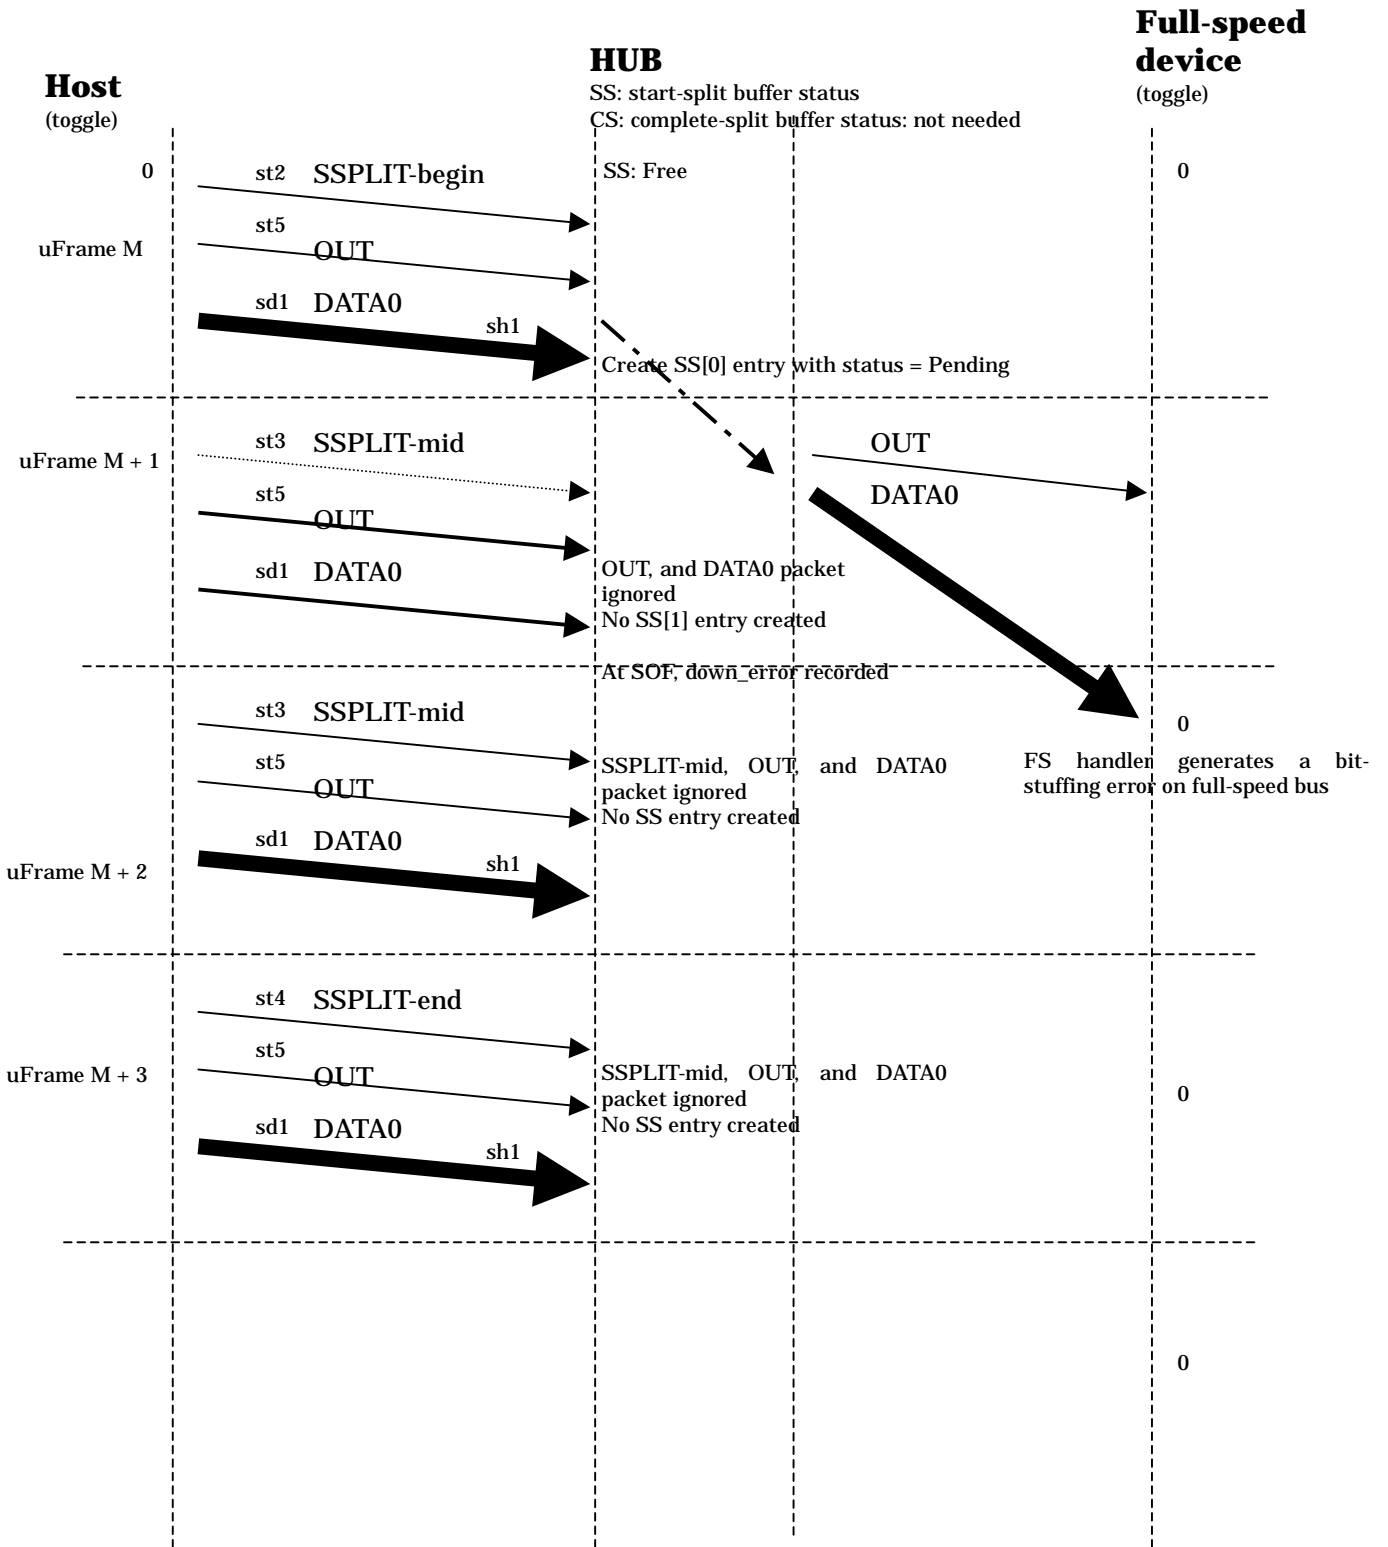 Full-speed
device
(toggle)
HUB
SS: start-split buffer status
CS: complete-split buffer status: not needed
Host
(toggle)
0
st2 SSPLIT-begin
SS: Free
0
st5
OUT
uFrame M
sd1 DATA0
sh1
Create SS[0] entry with status = Pending
st3 SSPLIT-mid
OUT
uFrame M + 1
st5
OUT
DATA0
sd1 DATA0
OUT, and DATA0 packet
ignored
No SS[1] entry created
At SOF, down_error recorded
st3 SSPLIT-mid
0
st5
OUT
SSPLIT-mid, OUT, and DATA0
packet ignored
No SS entry created
FS handler generates a bit-
stuffing error on full-speed bus
sd1 DATA0
sh1
uFrame M + 2
st4 SSPLIT-end
st5
OUT
uFrame M + 3
SSPLIT-mid, OUT, and DATA0
packet ignored
No SS entry created
0
sd1 DATA0
sh1
0